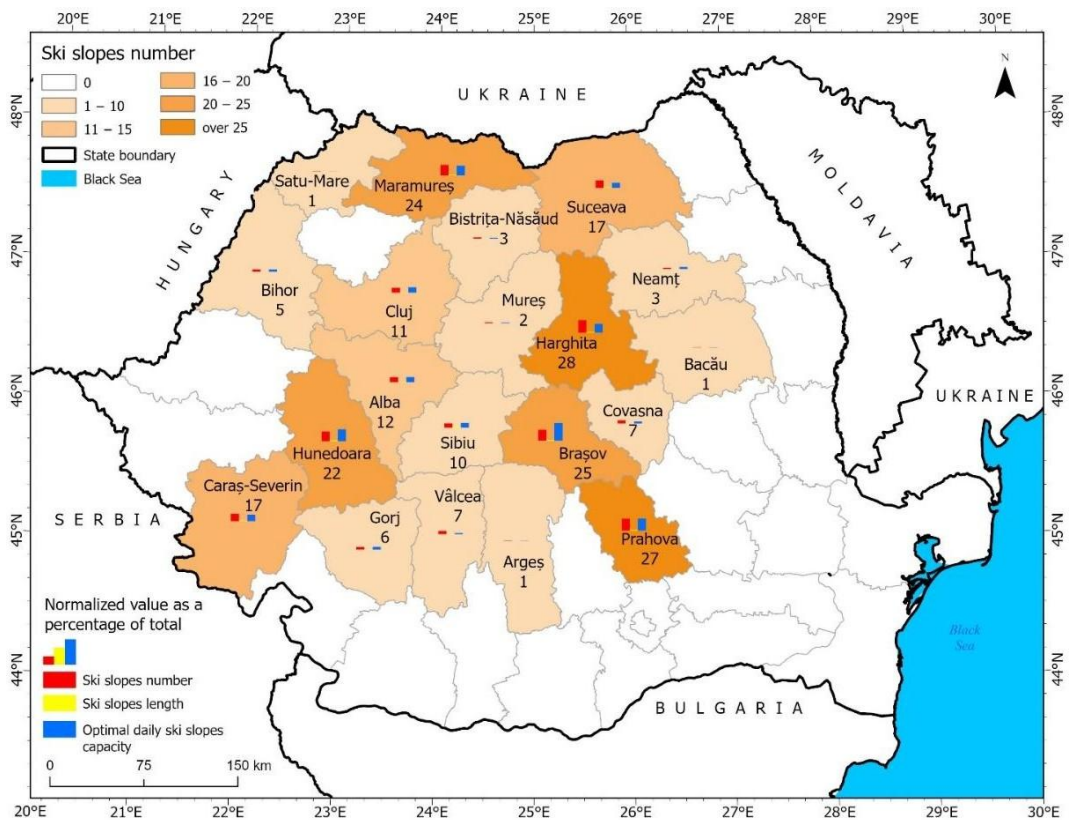 20°E 21°E 22°E 23°E 24°E 25°E 26°E 27°E 28°E 29°E 30°E
Ski slopes number
0
1 – 10
11 – 15
16 – 20
20 – 25
over 25
State boundary
Black Sea
N
UKRAINE
MOLDAVIA
HUNGARY
48°N
48°N
Satu-Mare
1
Maramureș
24
Suceava
17
Bistrița-Năsăud
3
47°N
47°N
Bihor
5
Cluj
11
Mureș
2
Neamț
3
Harghita
28
Bacău
1
46°N
46°N
UKRAINE
Alba
12
Sibiu
10
Covasna
7
Hunedoara
22
Brașov
25
Caraș-Severin
17
SERBIA
45°N
45°N
Gorj
6
Vâlcea
7
Argeș
1
Prahova
27
Normalized value as a
percentage of total
Ski slopes number
Ski slopes length
Optimal daily ski slopes
capacity
0 75 150 km
44°N
44°N
Black
Sea
BULGARIA
20°E 21°E 22°E 23°E 24°E 25°E 26°E 27°E 28°E 29°E 30°E